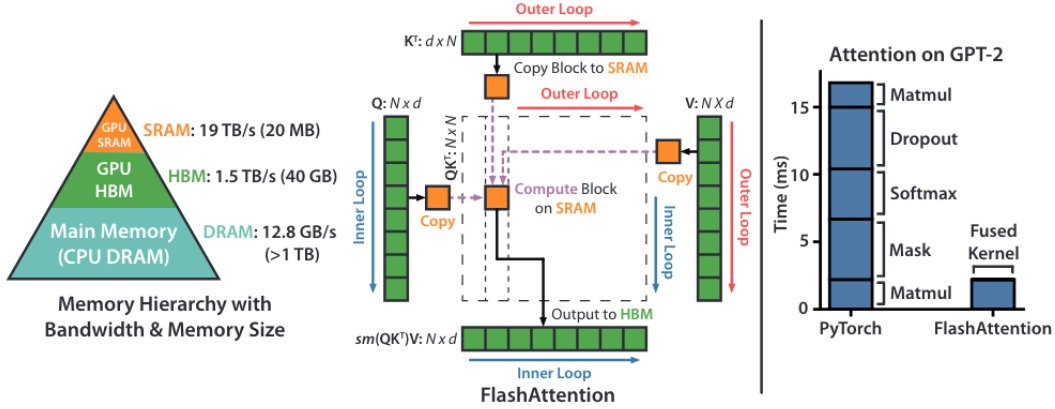 GPU
SRAM
GPU
HBM
Main Memory
(CPU DRAM)
SRAM: 19 TB/s (20 MB)
HBM: 1.5 TB/s (40 GB)
DRAM: 12.8 GB/s
(>1 TB)
Memory Hierarchy with
Bandwidth & Memory Size
Outer Loop
Kᵀ: d x N
Copy Block to SRAM
Q: N x d
Outer Loop
V: N X d
QKᵀ: N x N
Inner Loop
Copy
Compute Block
on SRAM
Copy
Inner Loop
Outer Loop
Output to HBM
sm(QKᵀ)V: N x d
Inner Loop
FlashAttention
Attention on GPT-2
Time (ms)
15
10
5
0
Matmul
Dropout
Softmax
Mask
Matmul
Fused
Kernel
PyTorch
FlashAttention